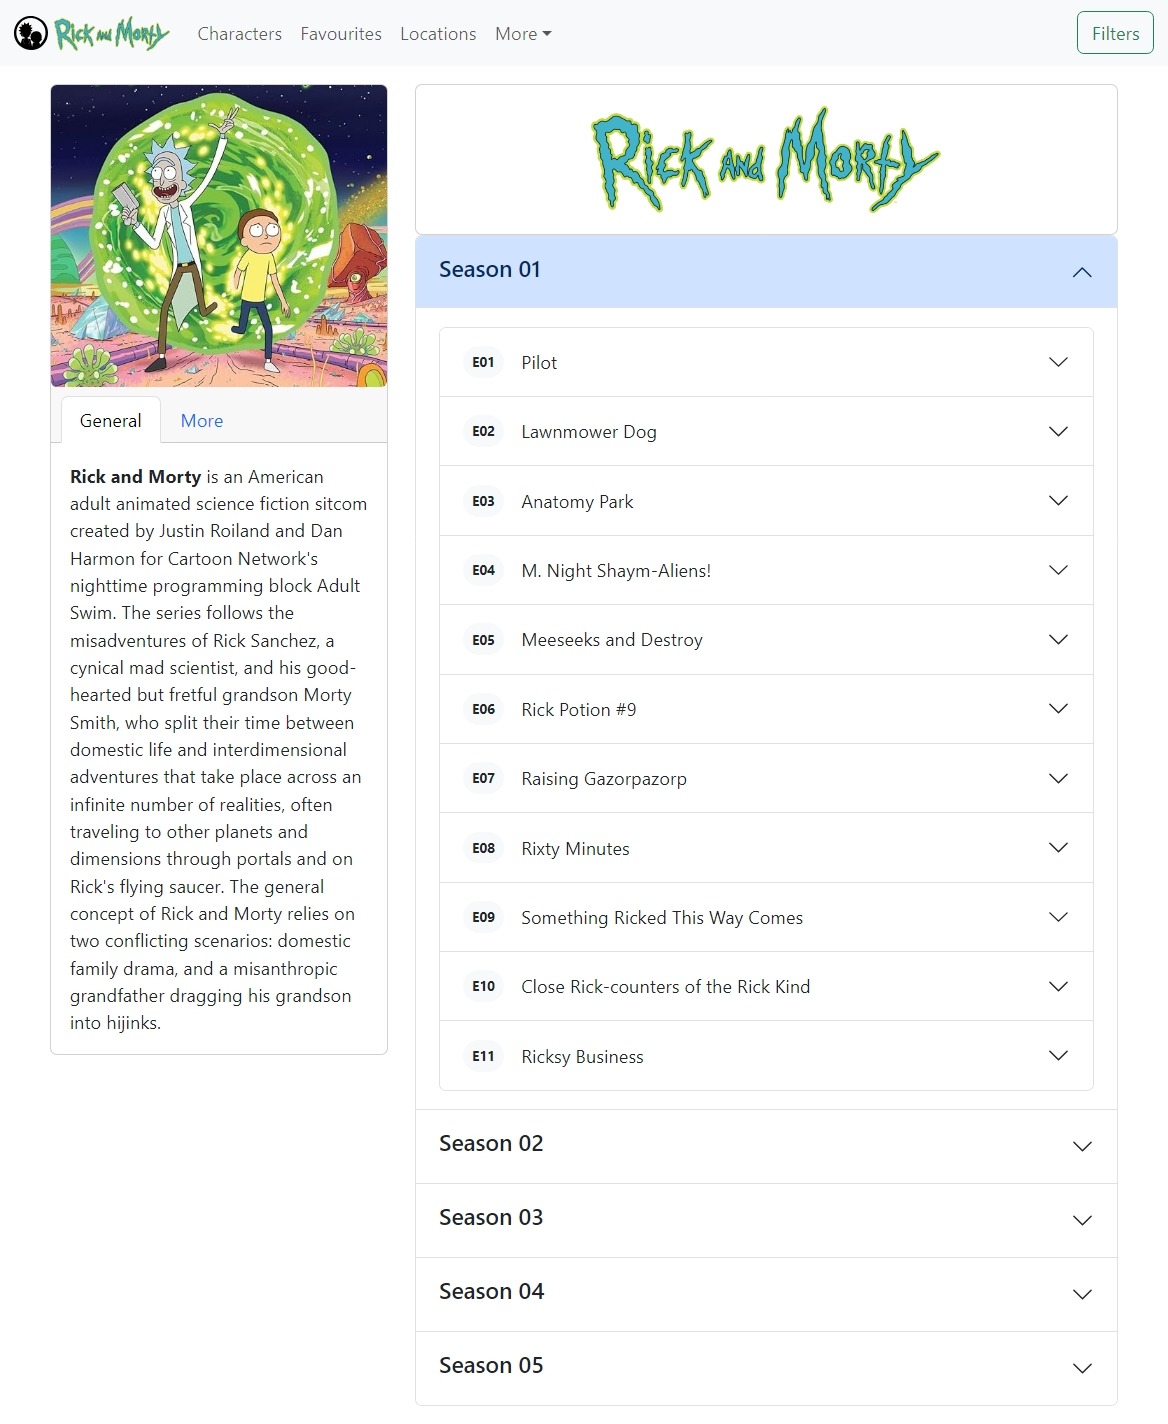 Rick and Morty
Characters
Favourites
Locations
More
Filters
General
More
Rick and Morty is an American
adult animated science fiction sitcom
created by Justin Roiland and Dan
Harmon for Cartoon Network's
nighttime programming block Adult
Swim. The series follows the
misadventures of Rick Sanchez, a
cynical mad scientist, and his good-
hearted but fretful grandson Morty
Smith, who split their time between
domestic life and interdimensional
adventures that take place across an
infinite number of realities, often
traveling to other planets and
dimensions through portals and on
Rick's flying saucer. The general
concept of Rick and Morty relies on
two conflicting scenarios: domestic
family drama, and a misanthropic
grandfather dragging his grandson
into hijinks.
Rick and Morty
Season 01
E01 Pilot
E02 Lawnmower Dog
E03 Anatomy Park
E04 M. Night Shaym-Aliens!
E05 Meeseeks and Destroy
E06 Rick Potion #9
E07 Raising Gazorpazorp
E08 Rixty Minutes
E09 Something Ricked This Way Comes
E10 Close Rick-counters of the Rick Kind
E11 Ricksy Business
Season 02
Season 03
Season 04
Season 05